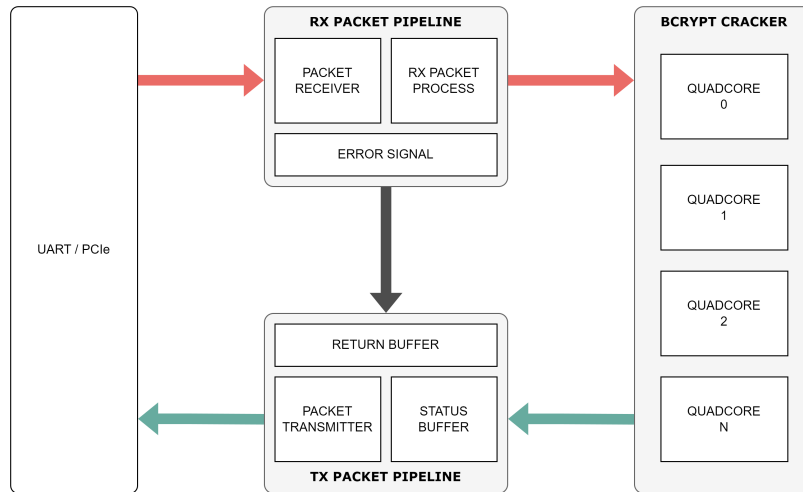 RX PACKET PIPELINE
PACKET
RECEIVER
RX PACKET
PROCESS
ERROR SIGNAL
BCRYPT CRACKER
QUADCORE
0
QUADCORE
1
QUADCORE
2
QUADCORE
N
UART / PCIe
RETURN BUFFER
PACKET
TRANSMITTER
STATUS
BUFFER
TX PACKET PIPELINE